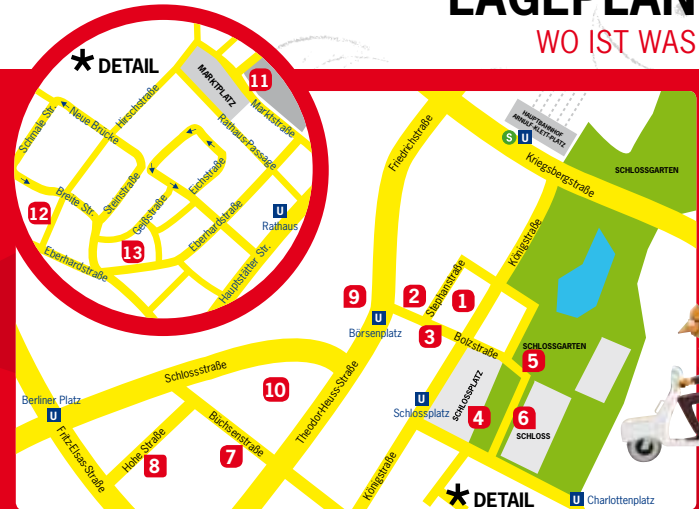 LAGEPLAN
WO IST WAS
* DETAIL
MARKTPLATZ
11
Marktstraße
Hirschstraße
Neue Brücke
Schmale Str.
Rathaus-Passage
Eichstraße
Steinstraße
Geißstraße
Breite Str.
12
13
Eberhardstraße
Eberhardstraße
Hauptstätter Str.
U
Rathaus
HAUPTBAHNHOF
ARNULF-KLETT-PLATZ
S U
Kriegsbergstraße
SCHLOSSGARTEN
Friedrichstraße
Königstraße
Stephanstraße
9
2
1
U
Börsenplatz
3
Bolzstraße
SCHLOSSGARTEN
5
Schlossstraße
10
Theodor-Heuss-Straße
U
Schlossplatz
SCHLOSSPLATZ
4
6
SCHLOSS
Berliner Platz
U
Fritz-Elsas-Straße
Hohe Straße
8
Buchsenstraße
7
Königstraße
* DETAIL
U Charlottenplatz